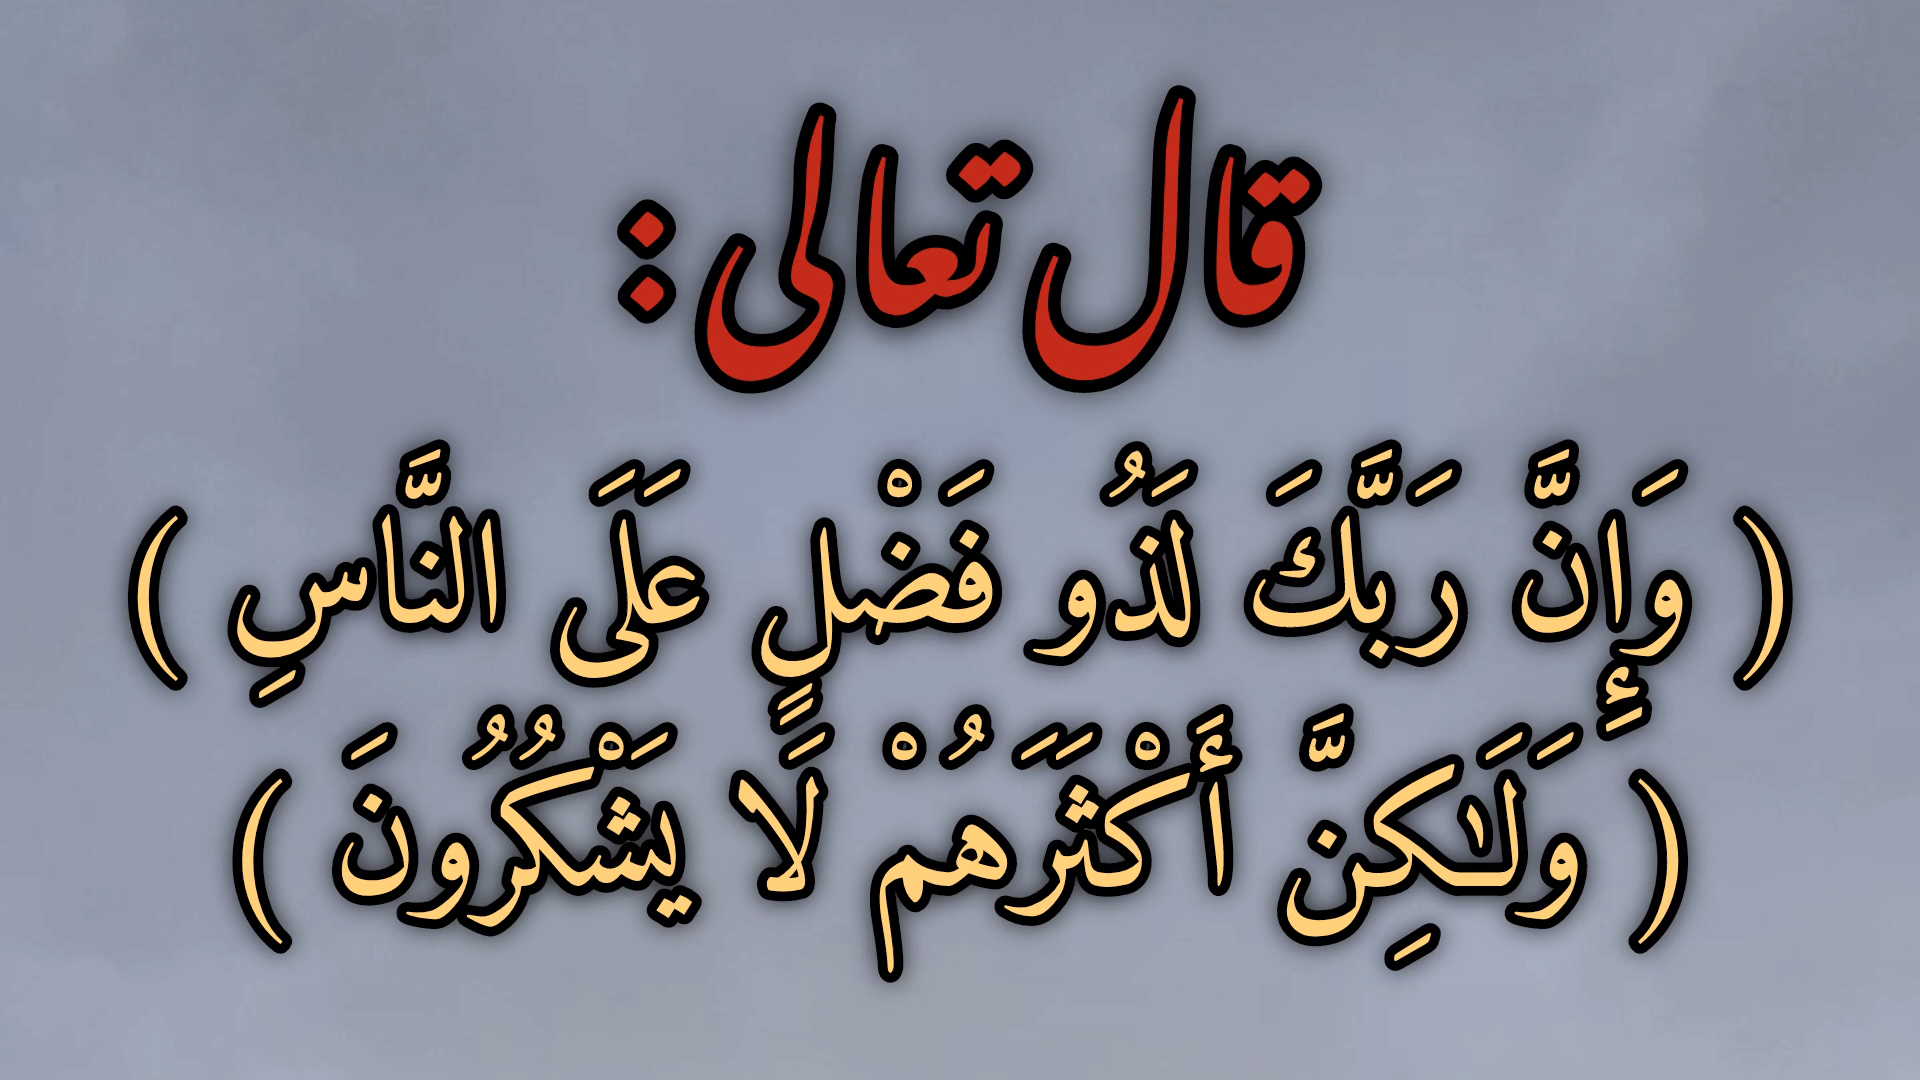 قال تعالى :
( وَإِنَّ رَبَّكَ لَذُو فَضْلٍ عَلَى النَّاسِ )
( وَلَـٰكِنَّ أَكْثَرَهُمْ لَا يَشْكُرُونَ )